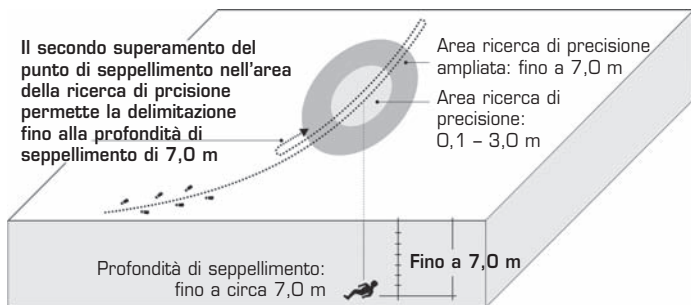 Il secondo superamento del
punto di seppellimento nell'area
della ricerca di prcisione
permette la delimitazione
fino alla profondità di
seppellimento di 7,0 m
Area ricerca di precisione
ampliata: fino a 7,0 m
Area ricerca di
precisione:
0,1 – 3,0 m
Profondità di seppellimento:
fino a circa 7,0 m
Fino a 7,0 m